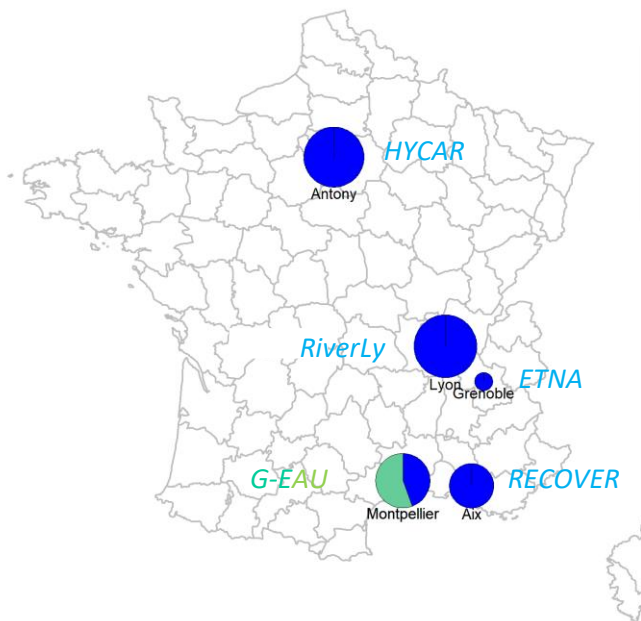 HYCAR
Antony
RiverLy
Lyon
Grenoble
ETNA
G-EAU
Montpellier
RECOVER
Aix